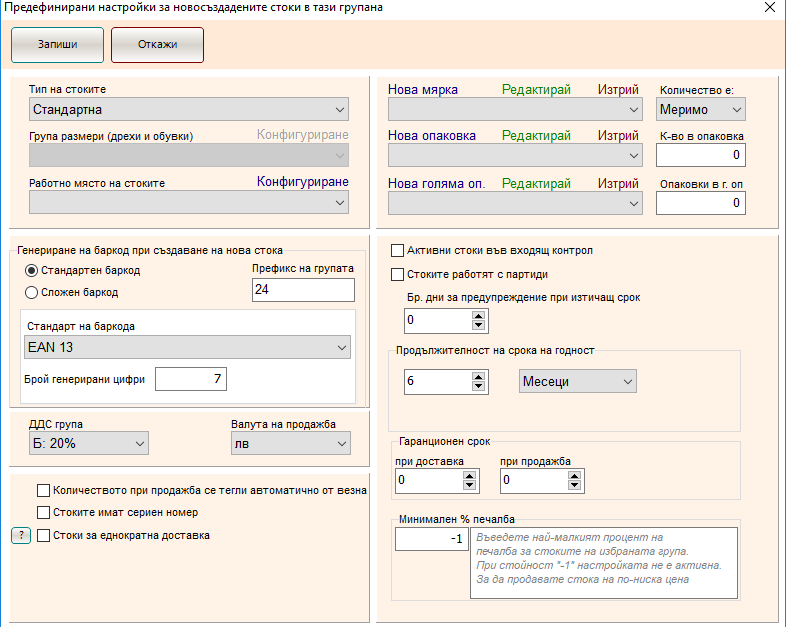 Предефинирани настройки за новосъздадените стоки в тази групана
Запиши
Откажи
Тип на стоките
Стандартна
Група размери (дрехи и обувки)
Конфигуриране
Работно място на стоките
Конфигуриране
Нова мярка
Редактирай
Изтрий
Количество е:
Меримо
Нова опаковка
Редактирай
Изтрий
К-во в опаковка
0
Нова голяма оп.
Редактирай
Изтрий
Опаковки в г. оп
0
Генериране на баркод при създаване на нова стока
Стандартен баркод
Сложен баркод
Префикс на групата
24
Стандарт на баркода
EAN 13
Брой генерирани цифри
7
ДДС група
Б: 20%
Валута на продажба
лв
Количеството при продажба се тегли автоматично от везна
Стоките имат сериен номер
?
Стоки за еднократна доставка
Активни стоки във входящ контрол
Стоките работят с партиди
Бр. дни за предупреждение при изтичащ срок
0
Продължителност на срока на годност
6
Месеци
Гаранционен срок
при доставка
0
при продажба
0
Минимален % печалба
-1
Въведете най-малкият процент на
печалба за стоките на избраната група.
При стойност "-1" настройката не е активна.
За да продавате стока на по-ниска цена